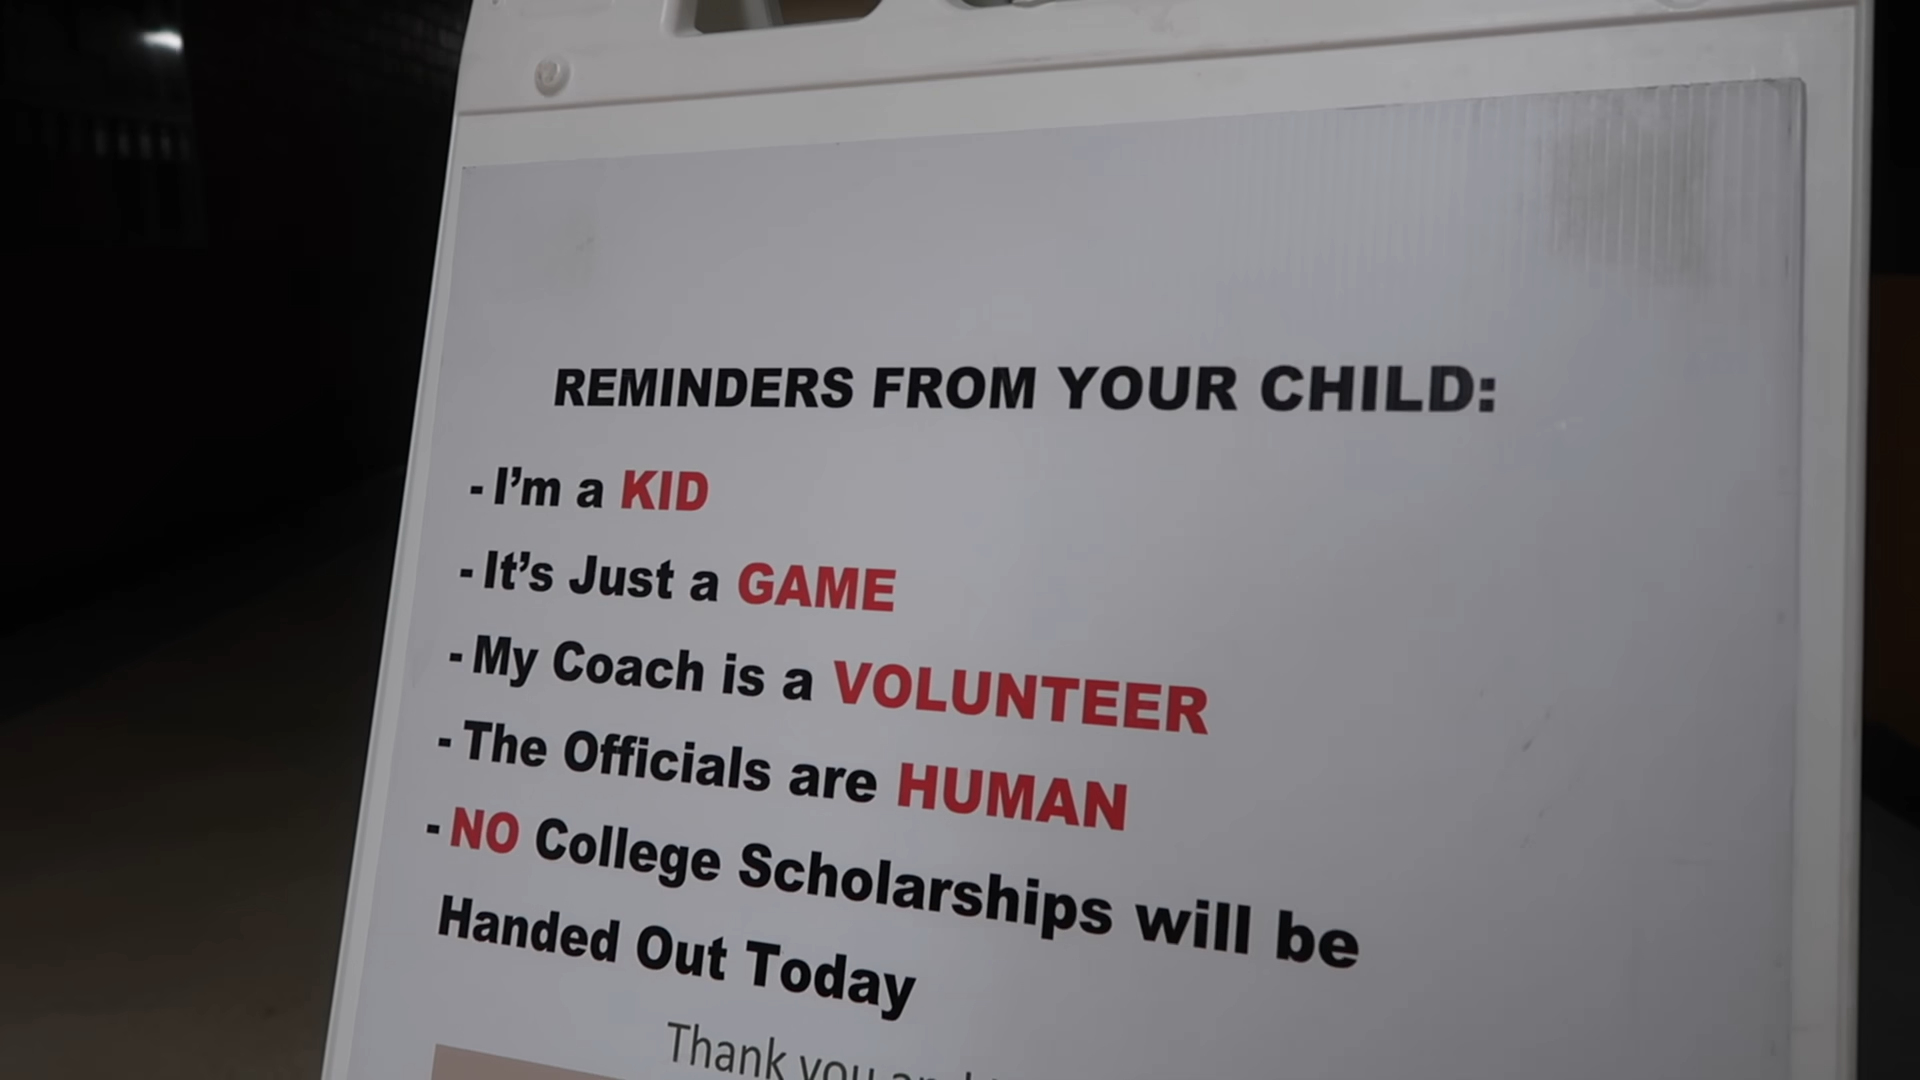 REMINDERS FROM YOUR CHILD:
- I'm a KID
- It's Just a GAME
- My Coach is a VOLUNTEER
- The Officials are HUMAN
- NO College Scholarships will be
Handed Out Today
Thank you and